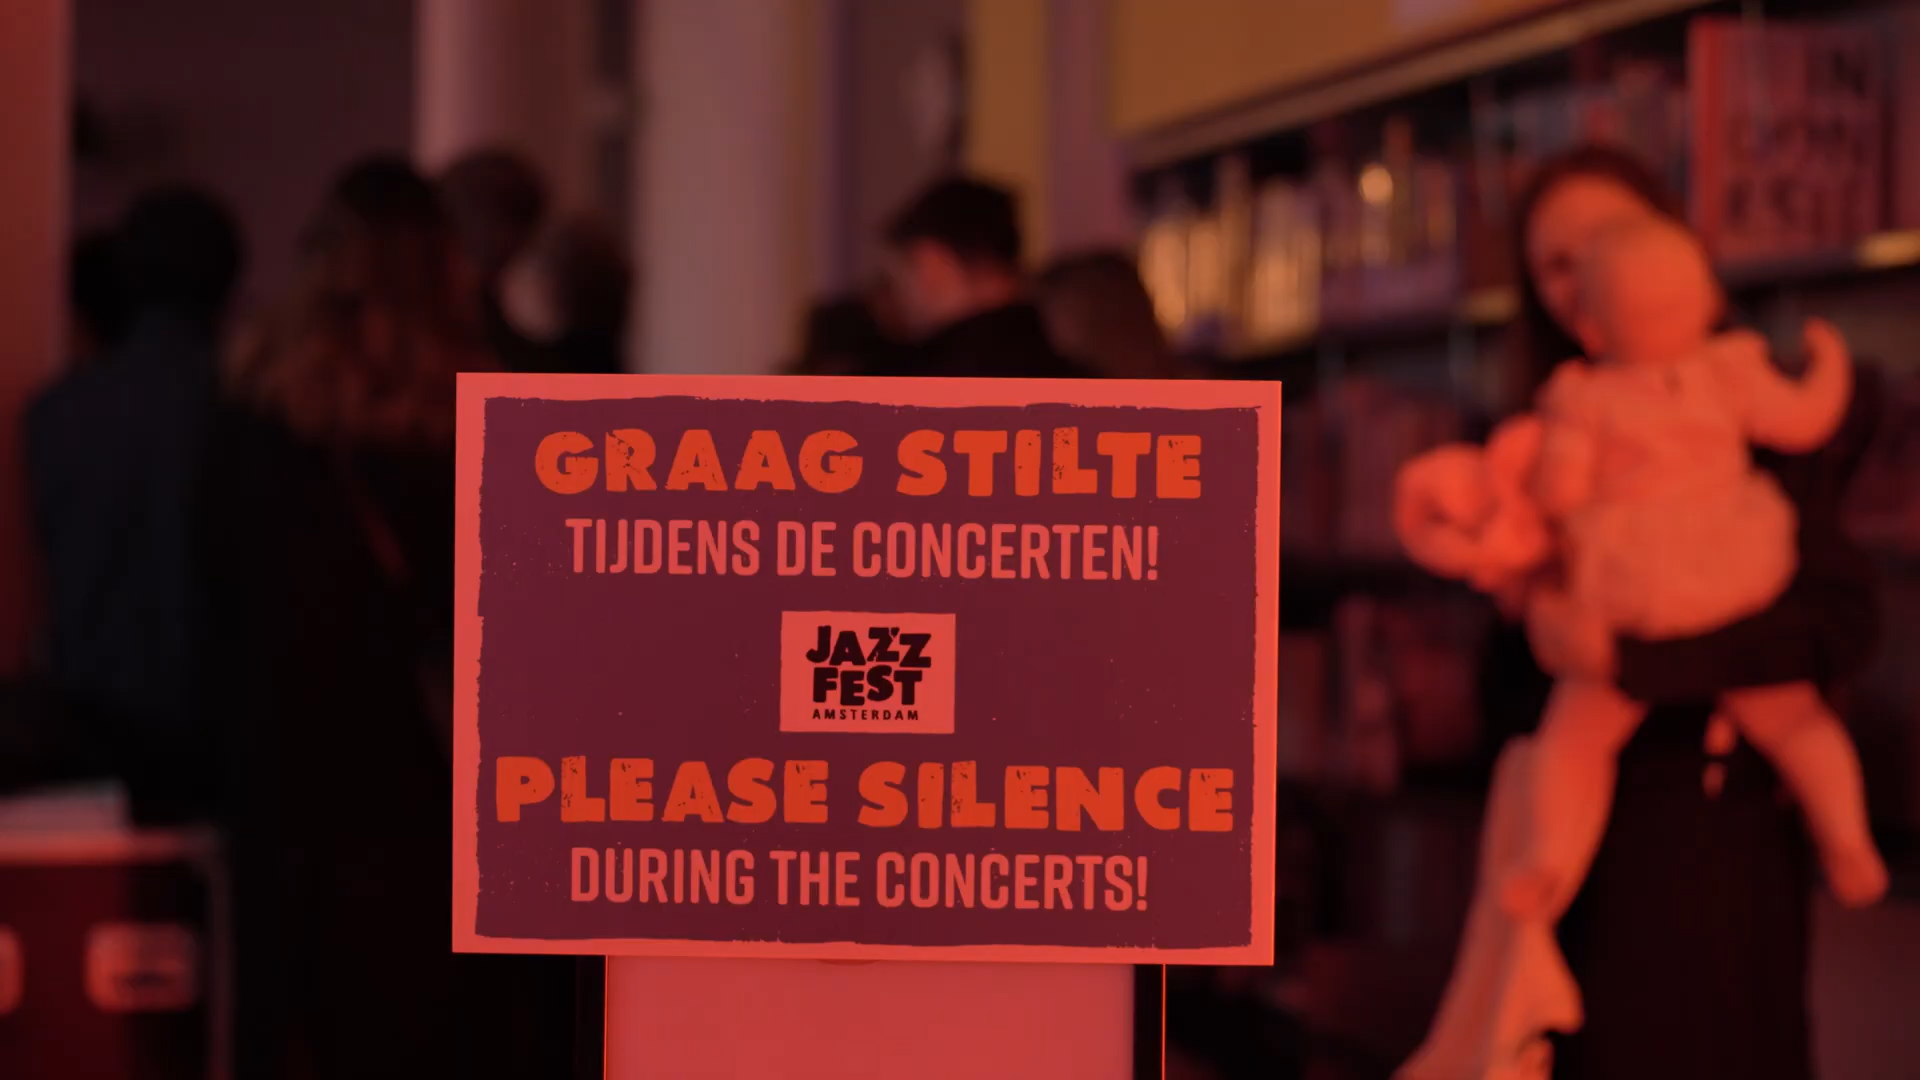 GRAAG STILTE
TIJDENS DE CONCERTEN!
JAZZ
FEST
AMSTERDAM
PLEASE SILENCE
DURING THE CONCERTS!